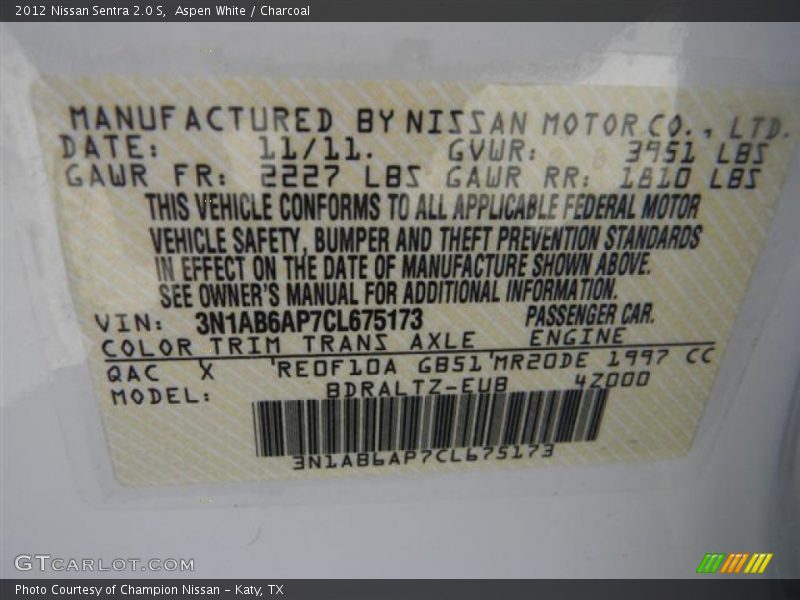 2012 Nissan Sentra 2.0 S,  Aspen White / Charcoal
MANUFACTURED BY NISSAN MOTOR CO., LTD.
DATE: 11/11. GVWR: 3951 LBS
GAWR FR: 2227 LBS GAWR RR: 1810 LBS
THIS VEHICLE CONFORMS TO ALL APPLICABLE FEDERAL MOTOR
VEHICLE SAFETY, BUMPER AND THEFT PREVENTION STANDARDS
IN EFFECT ON THE DATE OF MANUFACTURE SHOWN ABOVE.
SEE OWNER'S MANUAL FOR ADDITIONAL INFORMATION.
VIN: 3N1AB6AP7CL675173 PASSENGER CAR.
COLOR TRIM TRANS AXLE ENGINE
QAC X 'RE0F10A GB51'MR20DE 1997 CC
MODEL: BDRALTZ-EUB 4Z000
3N1AB6AP7CL675173
GTCARLOT.COM
Photo Courtesy of Champion Nissan - Katy, TX